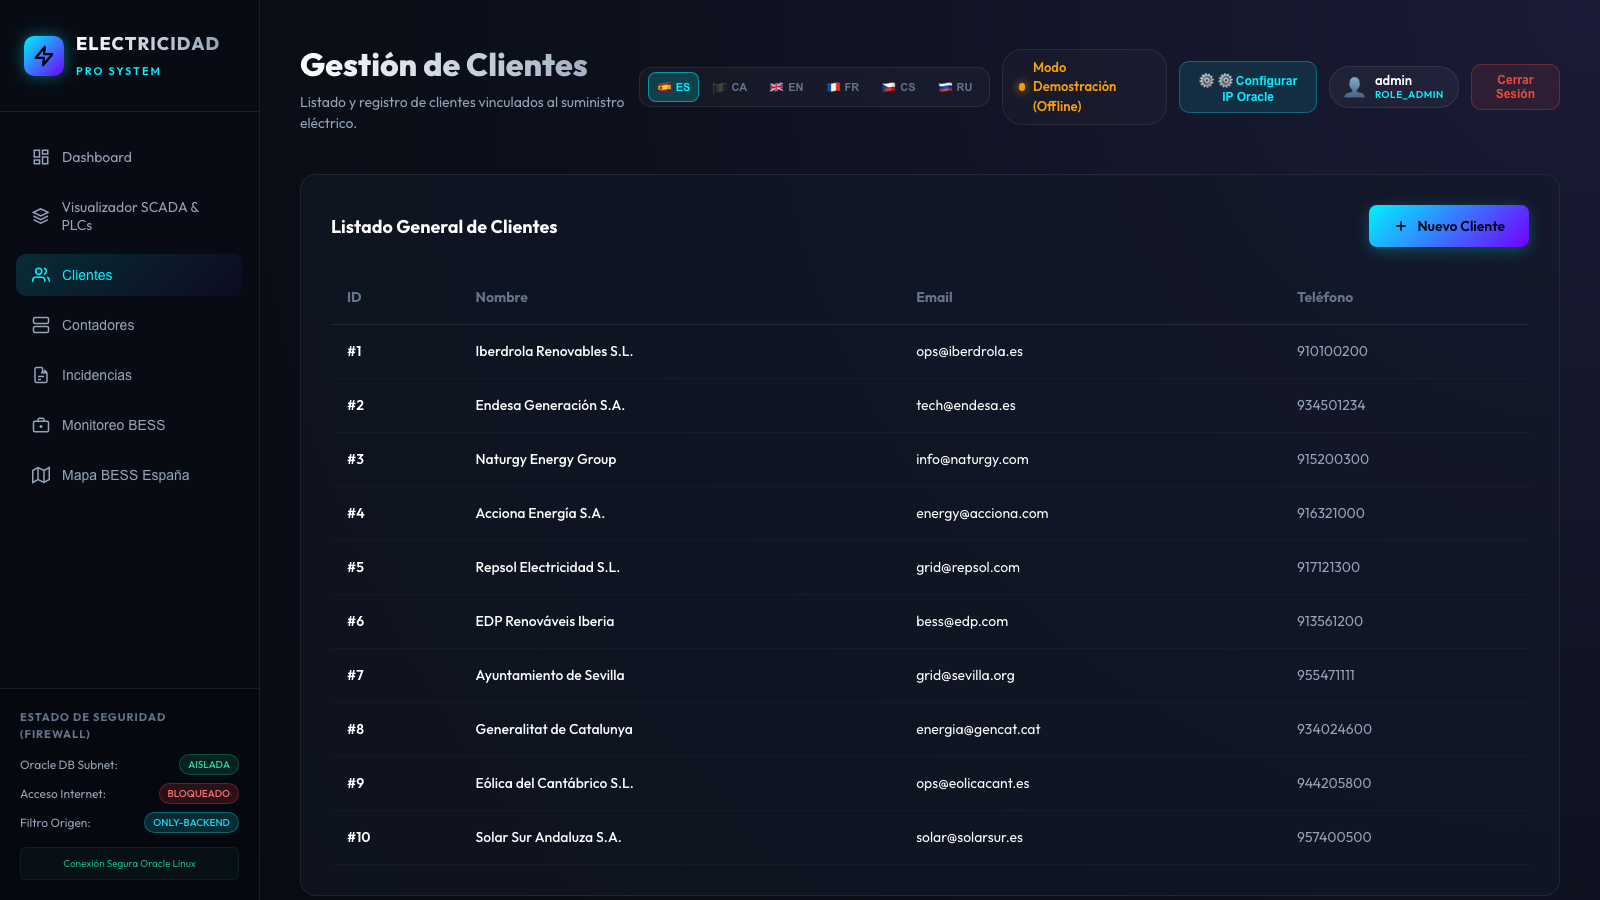 ELECTRICIDAD
PRO SYSTEM
Dashboard
Visualizador SCADA &
PLCs
Clientes
Contadores
Incidencias
Monitoreo BESS
Mapa BESS España
ESTADO DE SEGURIDAD
(FIREWALL)
Oracle DB Subnet: AISLADA
Acceso Internet: BLOQUEADO
Filtro Origen: ONLY-BACKEND
Conexión Segura Oracle Linux
Gestión de Clientes
Listado y registro de clientes vinculados al suministro
eléctrico.
ES CA EN FR CS RU
Modo
Demostración
(Offline)
Configurar
IP Oracle
admin
ROLE_ADMIN
Cerrar
Sesión
Listado General de Clientes
+ Nuevo Cliente
ID Nombre Email Teléfono
#1 Iberdrola Renovables S.L. ops@iberdrola.es 910100200
#2 Endesa Generación S.A. tech@endesa.es 934501234
#3 Naturgy Energy Group info@naturgy.com 915200300
#4 Acciona Energía S.A. energy@acciona.com 916321000
#5 Repsol Electricidad S.L. grid@repsol.com 917121300
#6 EDP Renováveis Iberia bess@edp.com 913561200
#7 Ayuntamiento de Sevilla grid@sevilla.org 955471111
#8 Generalitat de Catalunya energia@gencat.cat 934024600
#9 Eólica del Cantábrico S.L. ops@eolicacant.es 944205800
#10 Solar Sur Andaluza S.A. solar@solarsur.es 957400500